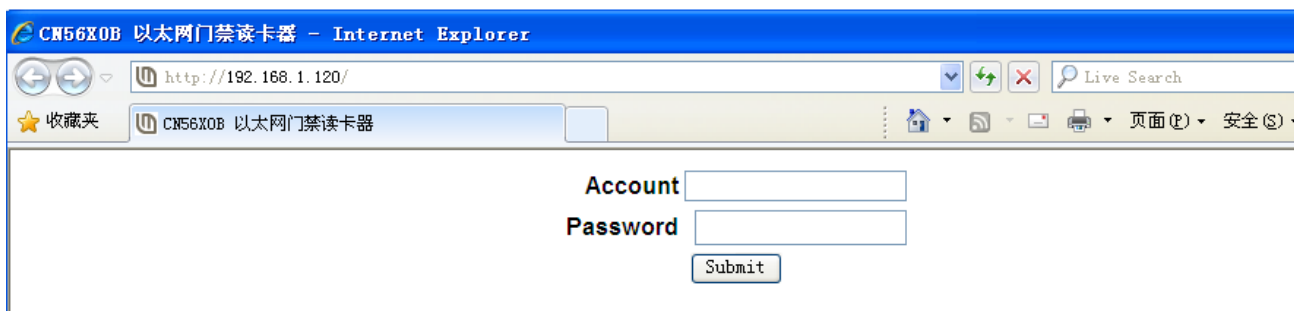 CN56X0B 以太网门禁读卡器 - Internet Explorer
http://192.168.1.120/
Live Search
收藏夹
CN56X0B 以太网门禁读卡器
页面(P)
安全(S)
Account
Password
Submit